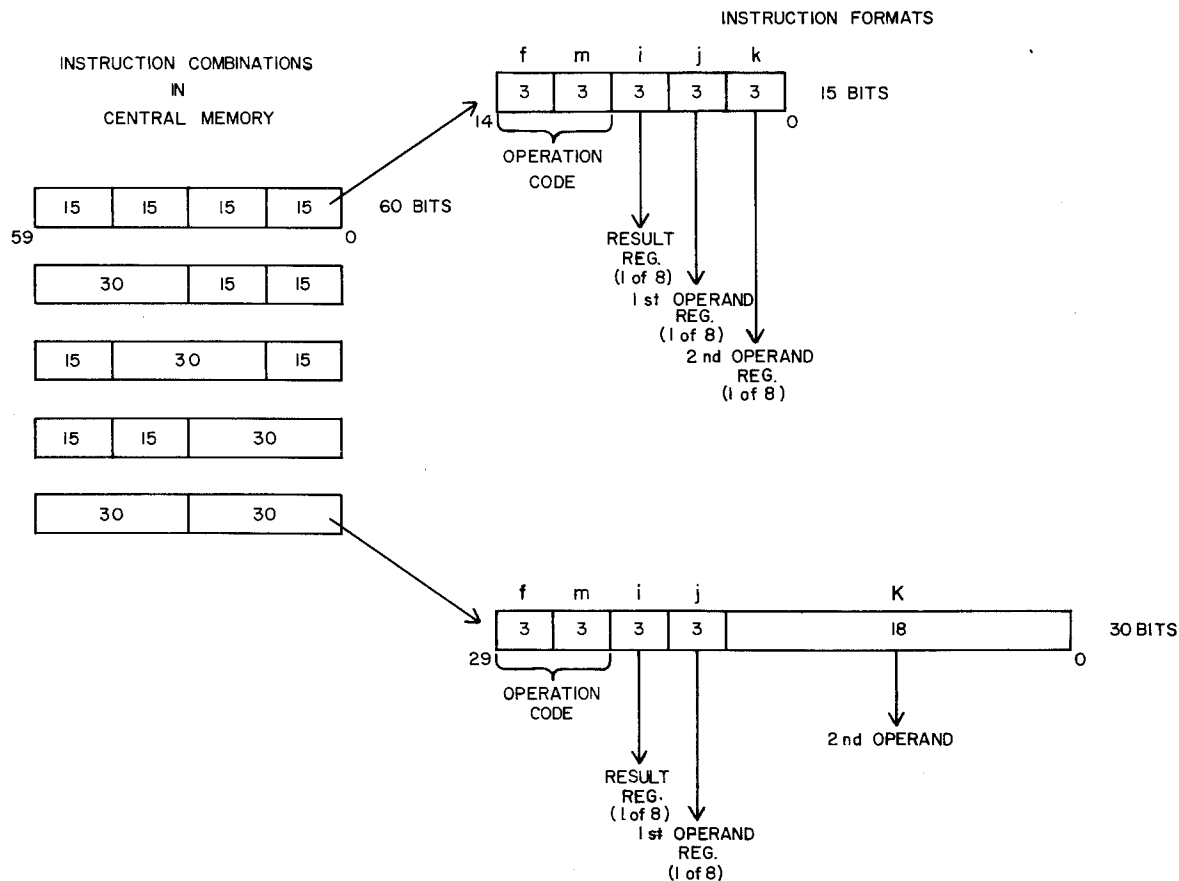 INSTRUCTION COMBINATIONS
IN
CENTRAL MEMORY
15 15 15 15 60 BITS
59 0
30 15 15
15 30 15
15 15 30
30 30
INSTRUCTION FORMATS
f m i j k
3 3 3 3 3 15 BITS
14 0
OPERATION
CODE
RESULT
REG.
(1 of 8)
1st OPERAND
REG.
(1 of 8)
2nd OPERAND
REG.
(1 of 8)
f m i j K
3 3 3 3 18 30 BITS
29 0
OPERATION
CODE
2nd OPERAND
RESULT
REG.
(1 of 8)
1st OPERAND
REG.
(1 of 8)